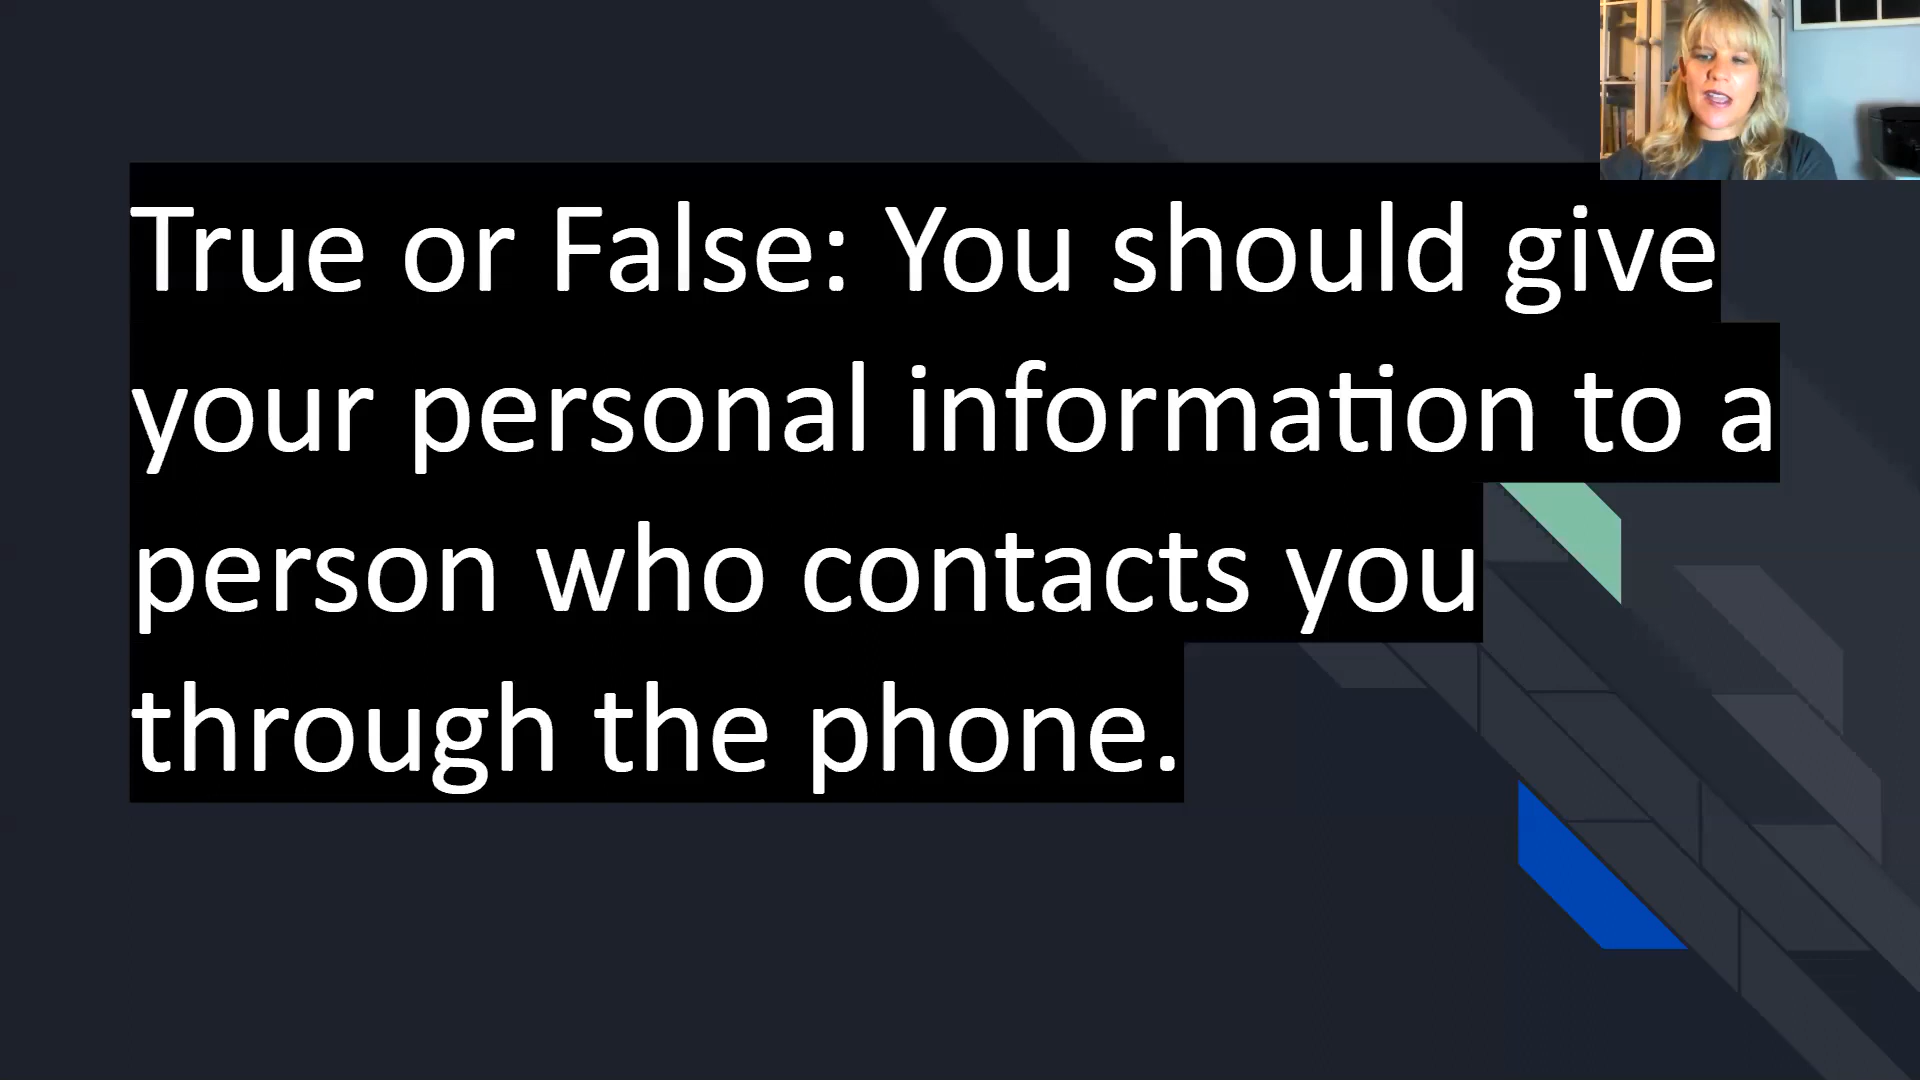 True or False: You should give
your personal information to a
person who contacts you
through the phone.